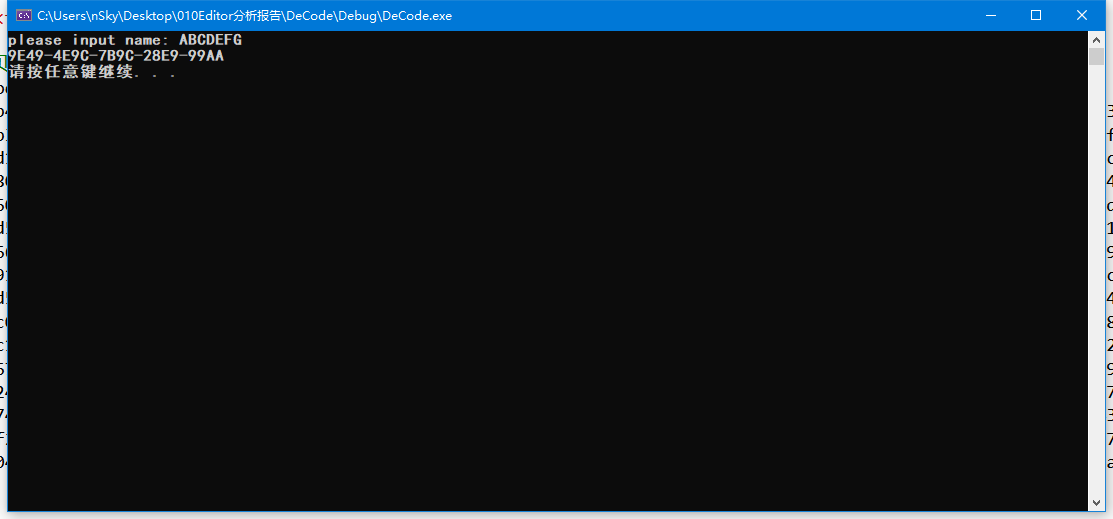 C:\Users\nSky\Desktop\010Editor分析报告\DeCode\Debug\DeCode.exe
please input name: ABCDEFG
9E49-4E9C-7B9C-28E9-99AA
请按任意键继续. . .